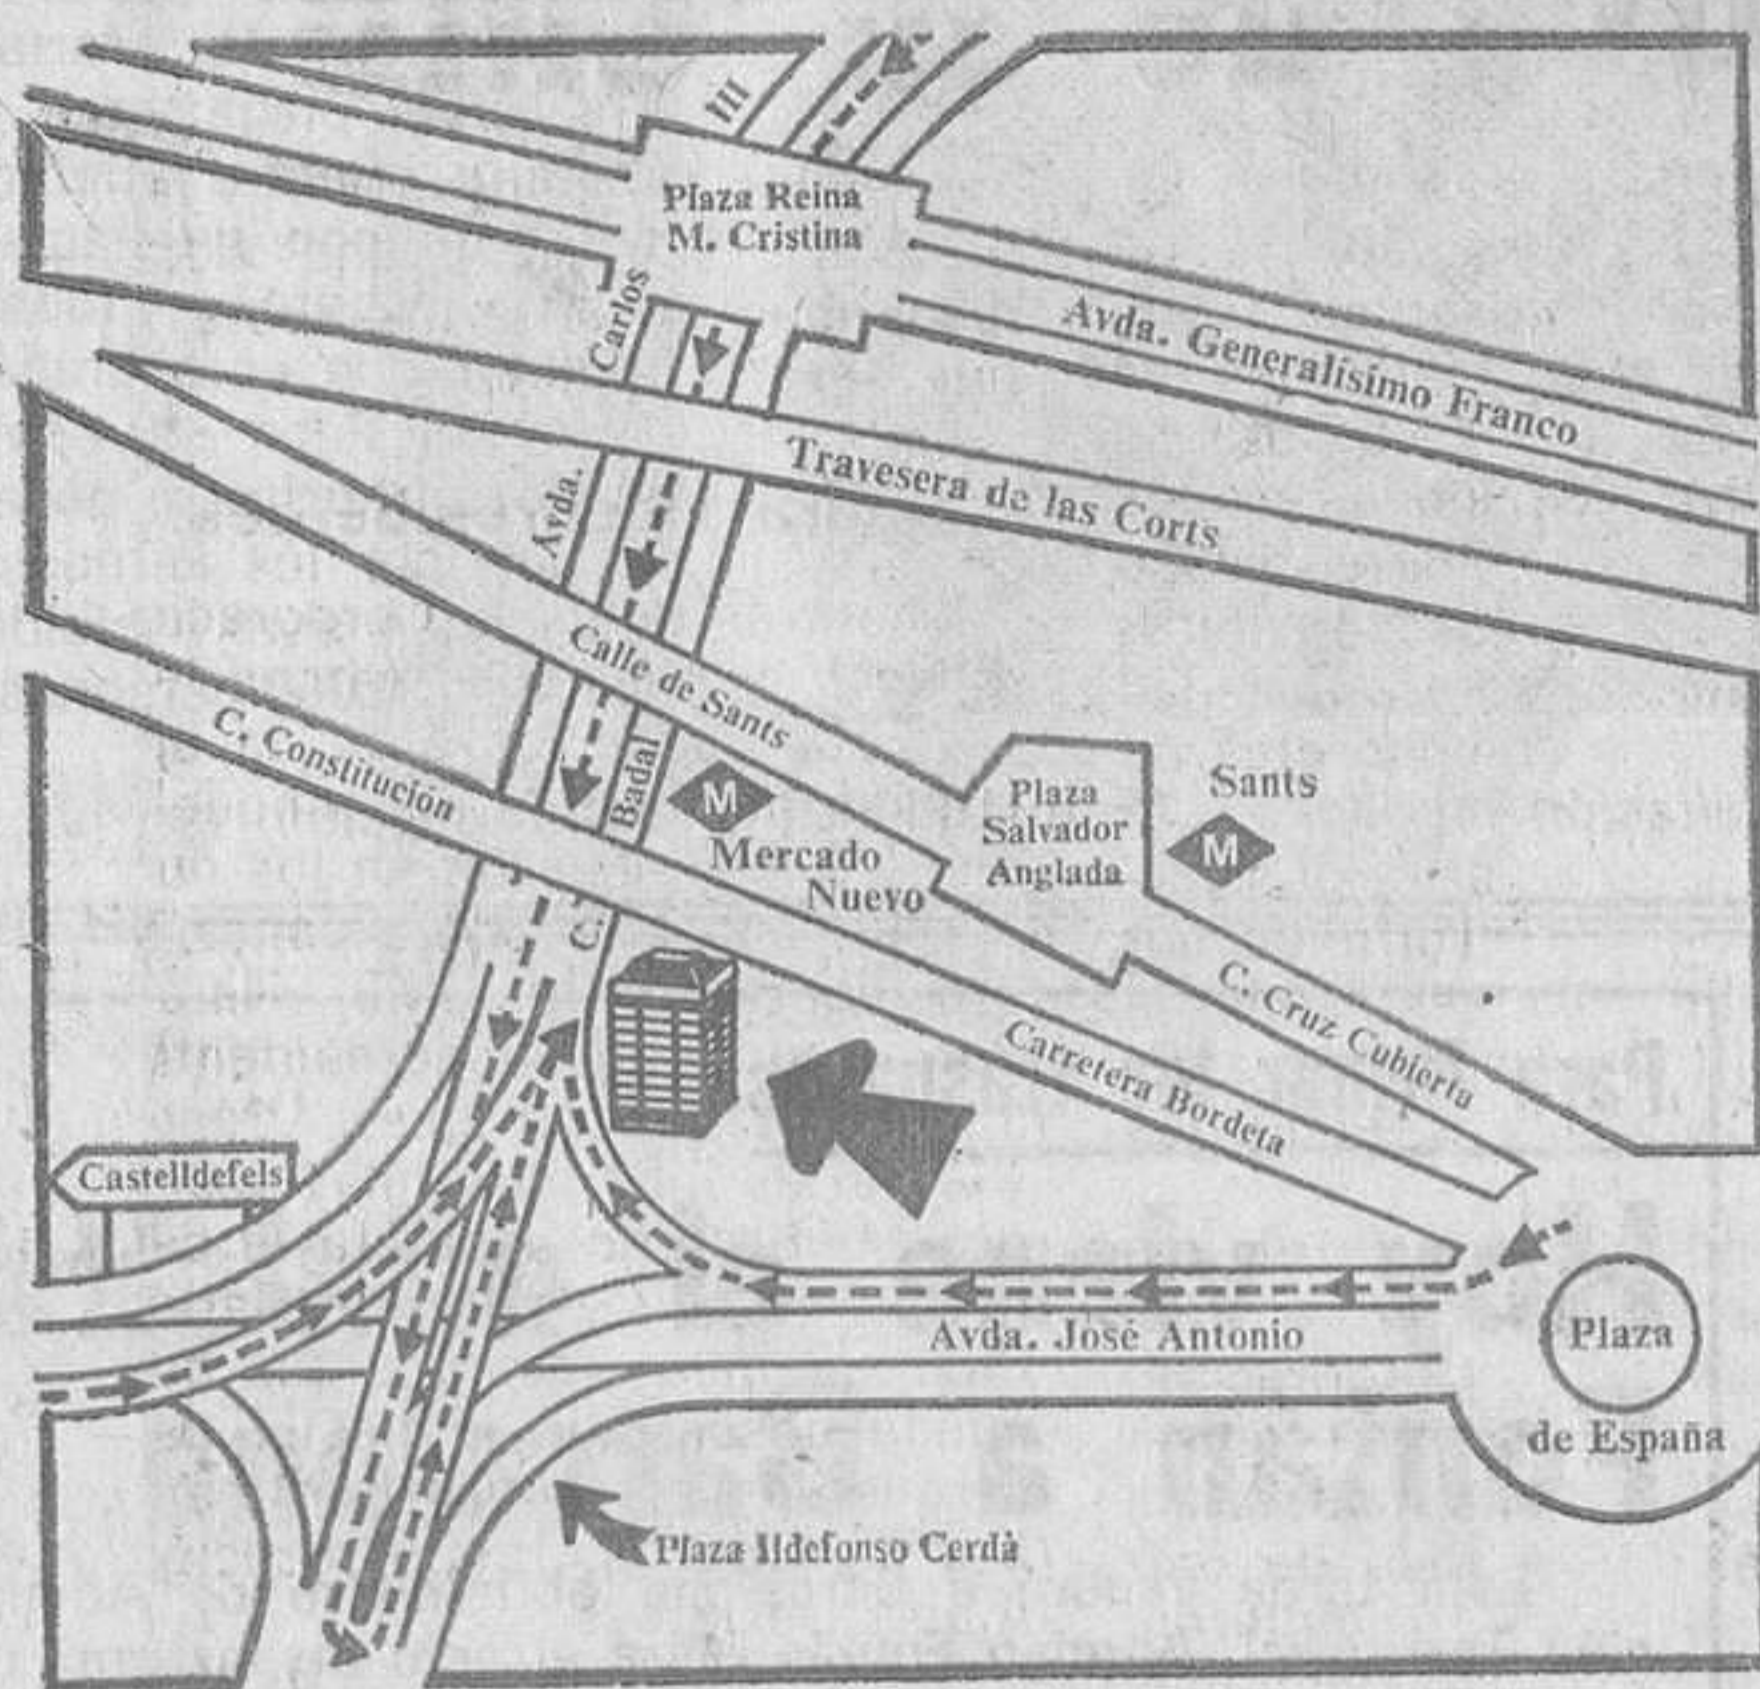 III
Plaza Reina
M. Cristina
Carlos
Avda. Generalísimo Franco
Travesera de las Corts
Avda.
Calle de Sants
C. Constitución
Badal
M
Mercado
Nuevo
Plaza
Salvador
Anglada
Sants
M
C.
C. Cruz Cubierta
Carretera Bordeta
Castelldefels
Avda. José Antonio
Plaza
de España
Plaza Ildefonso Cerdà